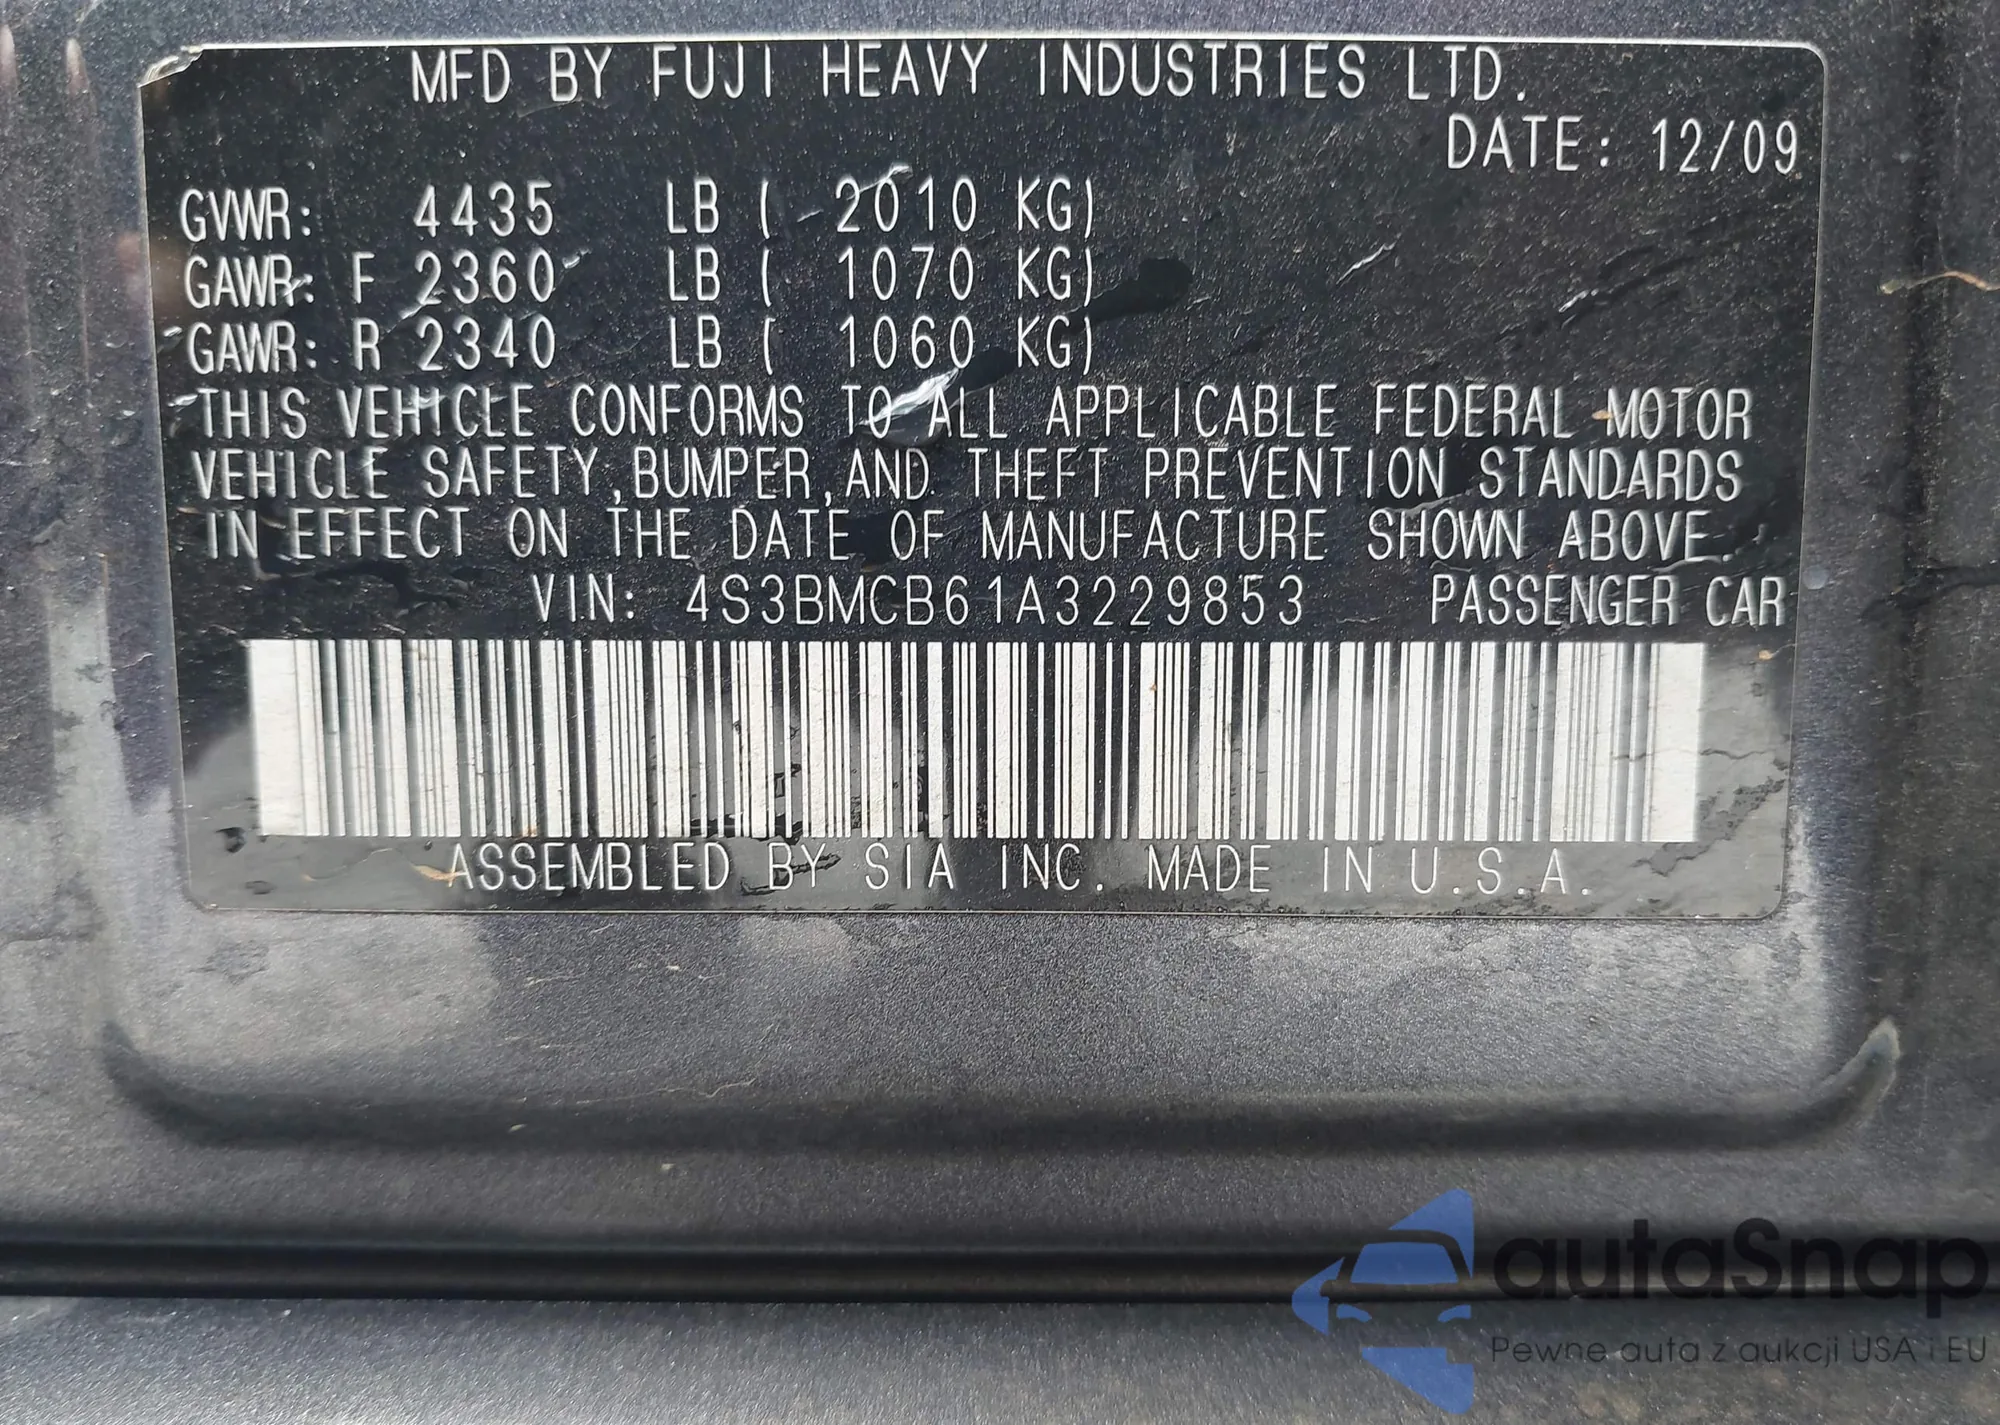 MFD BY FUJI HEAVY INDUSTRIES LTD.
DATE: 12/09
GVWR: 4435 LB ( 2010 KG)
GAWR: F 2360 LB ( 1070 KG)
GAWR: R 2340 LB ( 1060 KG)
THIS VEHICLE CONFORMS TO ALL APPLICABLE FEDERAL MOTOR
VEHICLE SAFETY,BUMPER,AND THEFT PREVENTION STANDARDS
IN EFFECT ON THE DATE OF MANUFACTURE SHOWN ABOVE.
VIN: 4S3BMCB61A3229853 PASSENGER CAR
ASSEMBLED BY SIA INC. MADE IN U.S.A.
autoSnap
Pewne auta z aukcji USA i EU